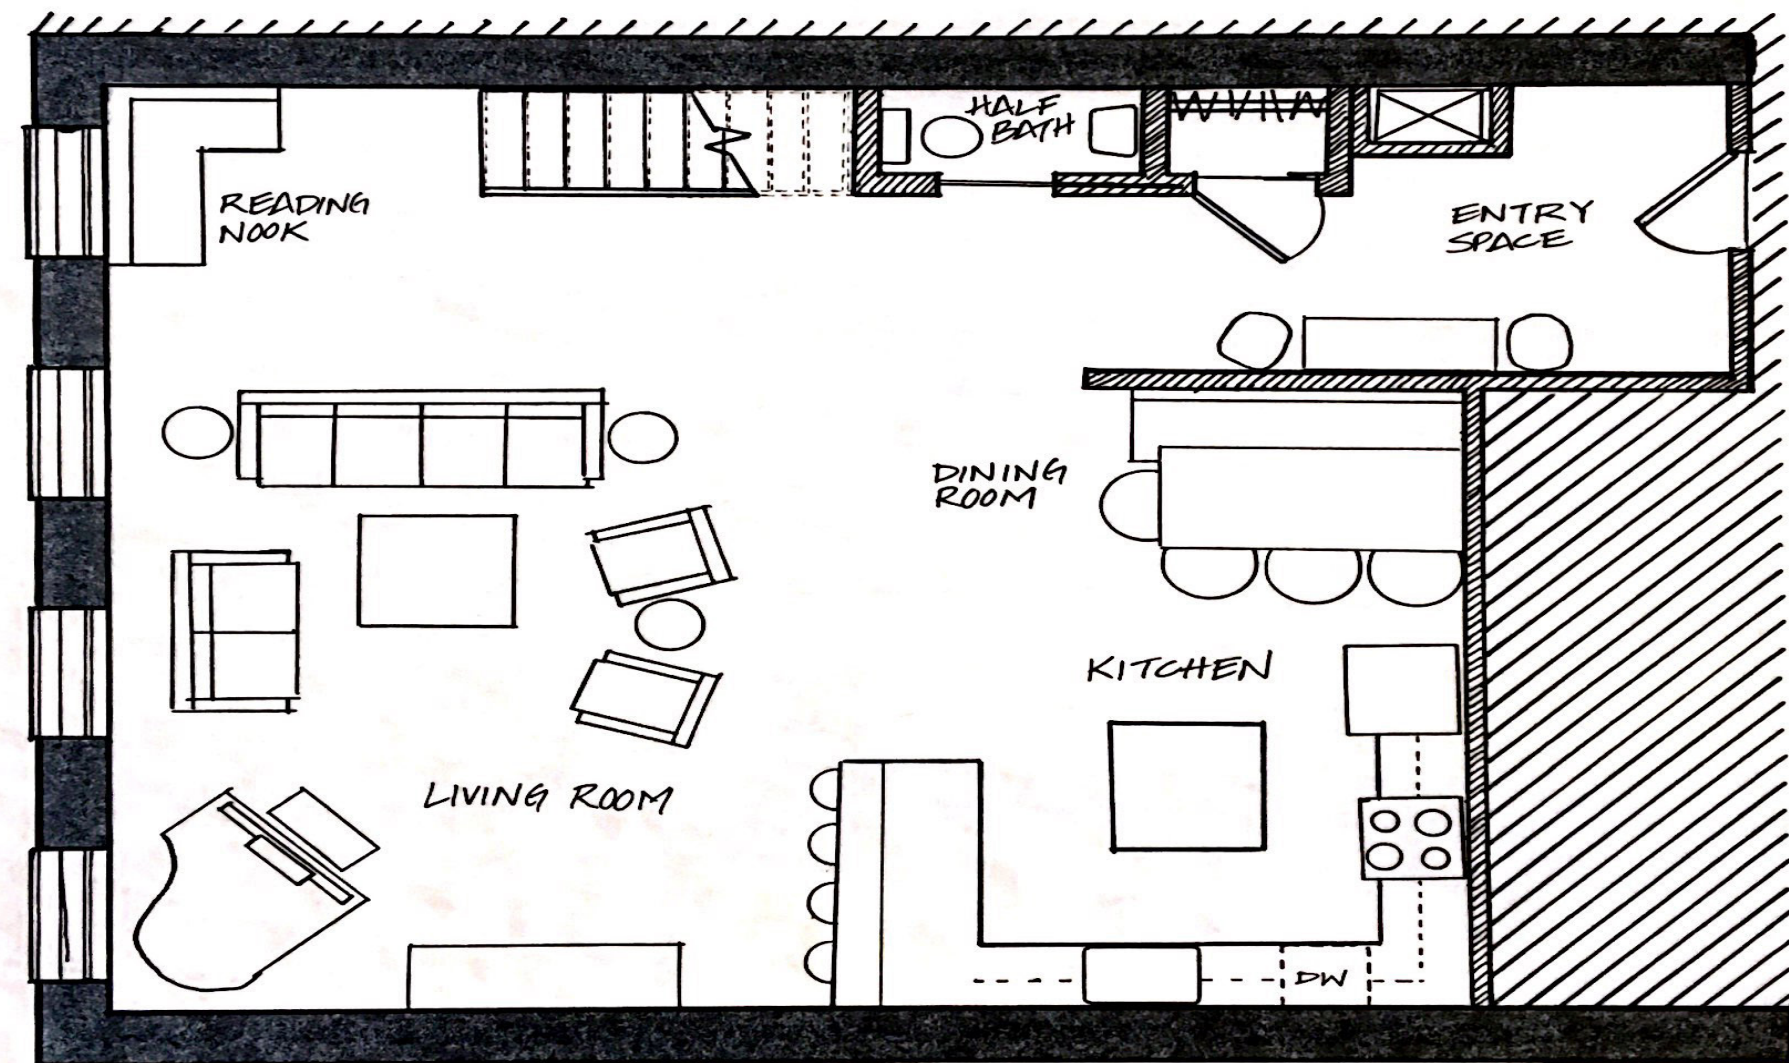 HALF
BATH
READING
NOOK
ENTRY
SPACE
DINING
ROOM
KITCHEN
LIVING ROOM
DW